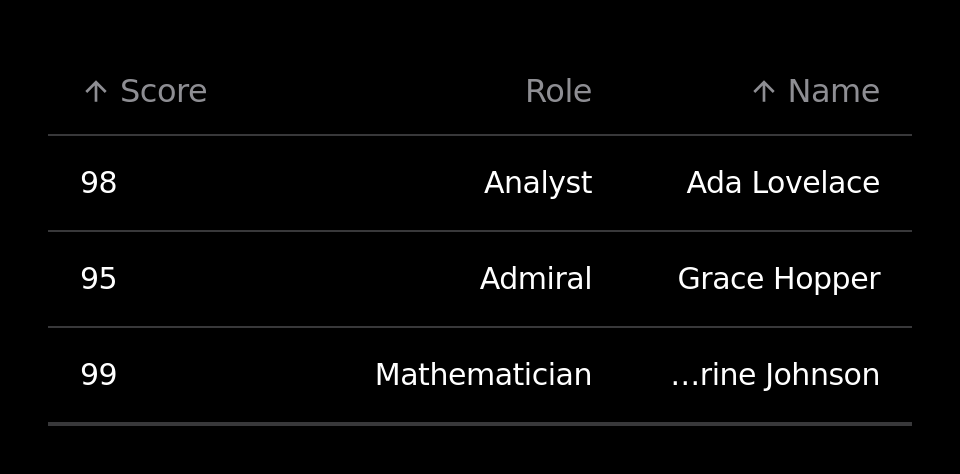 ↑ Score Role ↑ Name
98 Analyst Ada Lovelace
95 Admiral Grace Hopper
99 Mathematician …rine Johnson